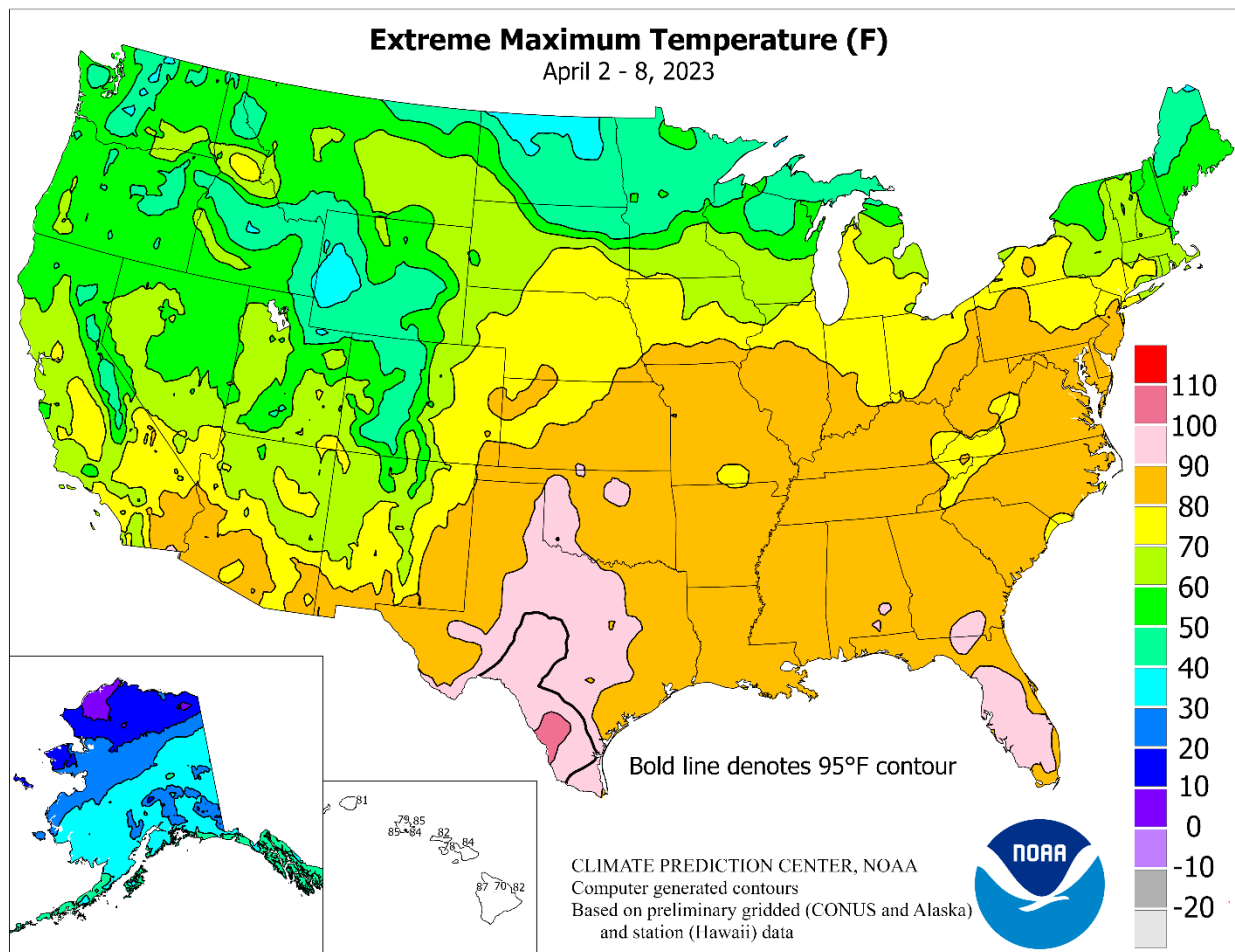 Extreme Maximum Temperature (F)
April 2 - 8, 2023
110
100
90
80
70
60
50
40
30
20
10
0
-10
-20
Bold line denotes 95°F contour
81
79 85
85 84
82
78
84
87 70 82
CLIMATE PREDICTION CENTER, NOAA
Computer generated contours
Based on preliminary gridded (CONUS and Alaska)
and station (Hawaii) data
NOAA